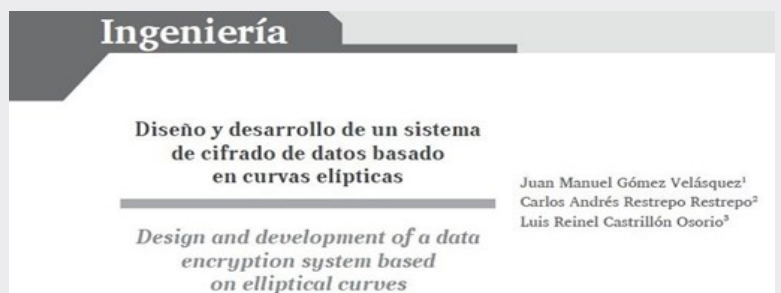 Ingeniería
Diseño y desarrollo de un sistema
de cifrado de datos basado
en curvas elípticas
Design and development of a data
encryption system based
on elliptical curves
Juan Manuel Gómez Velásquez¹
Carlos Andrés Restrepo Restrepo²
Luis Reinel Castrillón Osorio³